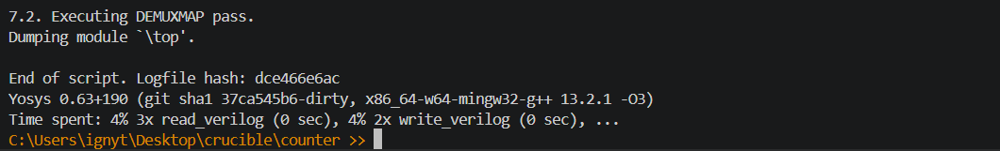 7.2. Executing DEMUXMAP pass.
Dumping module `\top'.
End of script. Logfile hash: dce466e6ac
Yosys 0.63+190 (git sha1 37ca545b6-dirty, x86_64-w64-mingw32-g++ 13.2.1 -O3)
Time spent: 4% 3x read_verilog (0 sec), 4% 2x write_verilog (0 sec), ...
C:\Users\ignyt\Desktop\crucible\counter >>